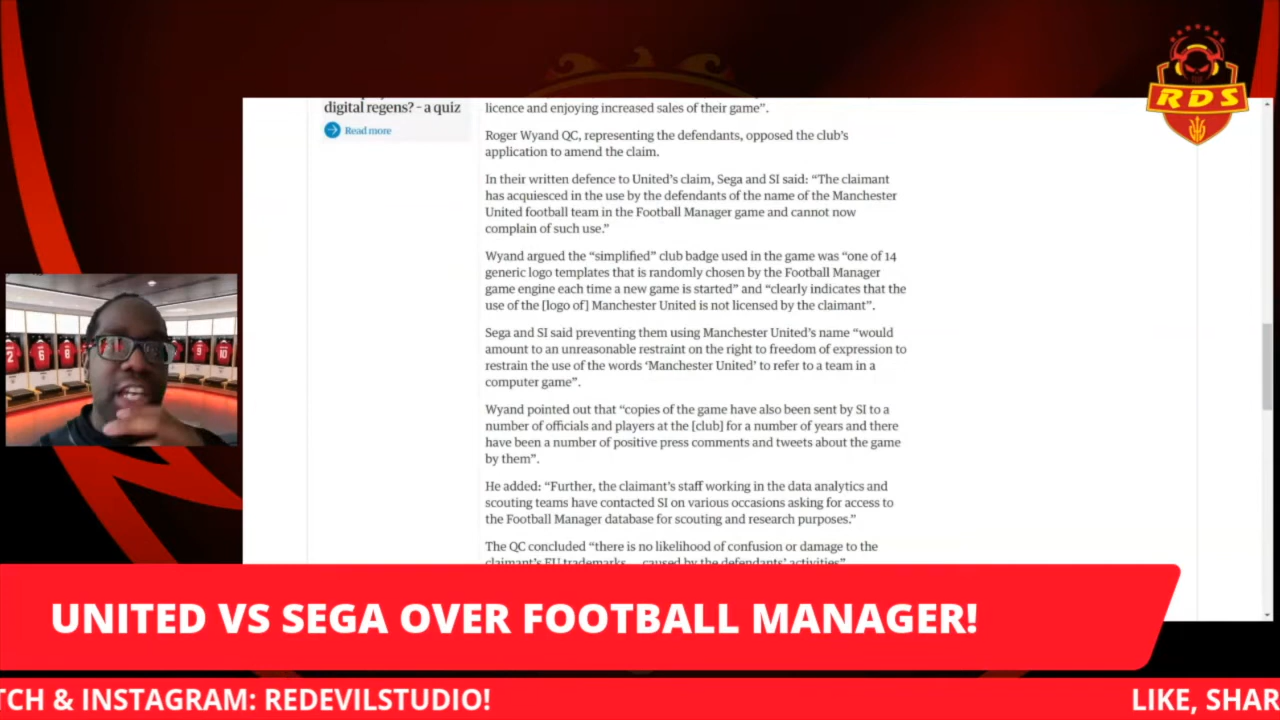 digital regens? - a quiz
Read more
licence and enjoying increased sales of their game”.
Roger Wyand QC, representing the defendants, opposed the club’s
application to amend the claim.
In their written defence to United’s claim, Sega and SI said: “The claimant
has acquiesced in the use by the defendants of the name of the Manchester
United football team in the Football Manager game and cannot now
complain of such use.”
Wyand argued the “simplified” club badge used in the game was “one of 14
generic logo templates that is randomly chosen by the Football Manager
game engine each time a new game is started” and “clearly indicates that the
use of the [logo of] Manchester United is not licensed by the claimant”.
Sega and SI said preventing them using Manchester United’s name “would
amount to an unreasonable restraint on the right to freedom of expression to
restrain the use of the words ‘Manchester United’ to refer to a team in a
computer game”.
Wyand pointed out that “copies of the game have also been sent by SI to a
number of officials and players at the [club] for a number of years and there
have been a number of positive press comments and tweets about the game
by them”.
He added: “Further, the claimant’s staff working in the data analytics and
scouting teams have contacted SI on various occasions asking for access to
the Football Manager database for scouting and research purposes.”
The QC concluded “there is no likelihood of confusion or damage to the
claimant’s EU trademarks … caused by the defendants’ activities”.
RDS
2 6 8 9 10
UNITED VS SEGA OVER FOOTBALL MANAGER!
TCH & INSTAGRAM: REDEVILSTUDIO!
LIKE, SHAR